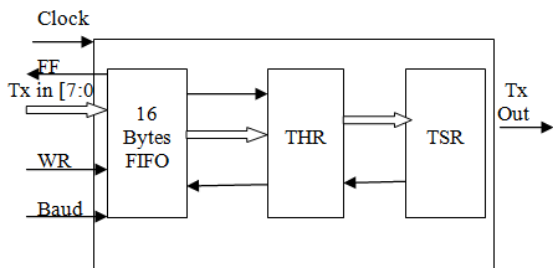 Clock
FF
Tx in [7:0
WR
Baud
16
Bytes
FIFO
THR
TSR
Tx
Out